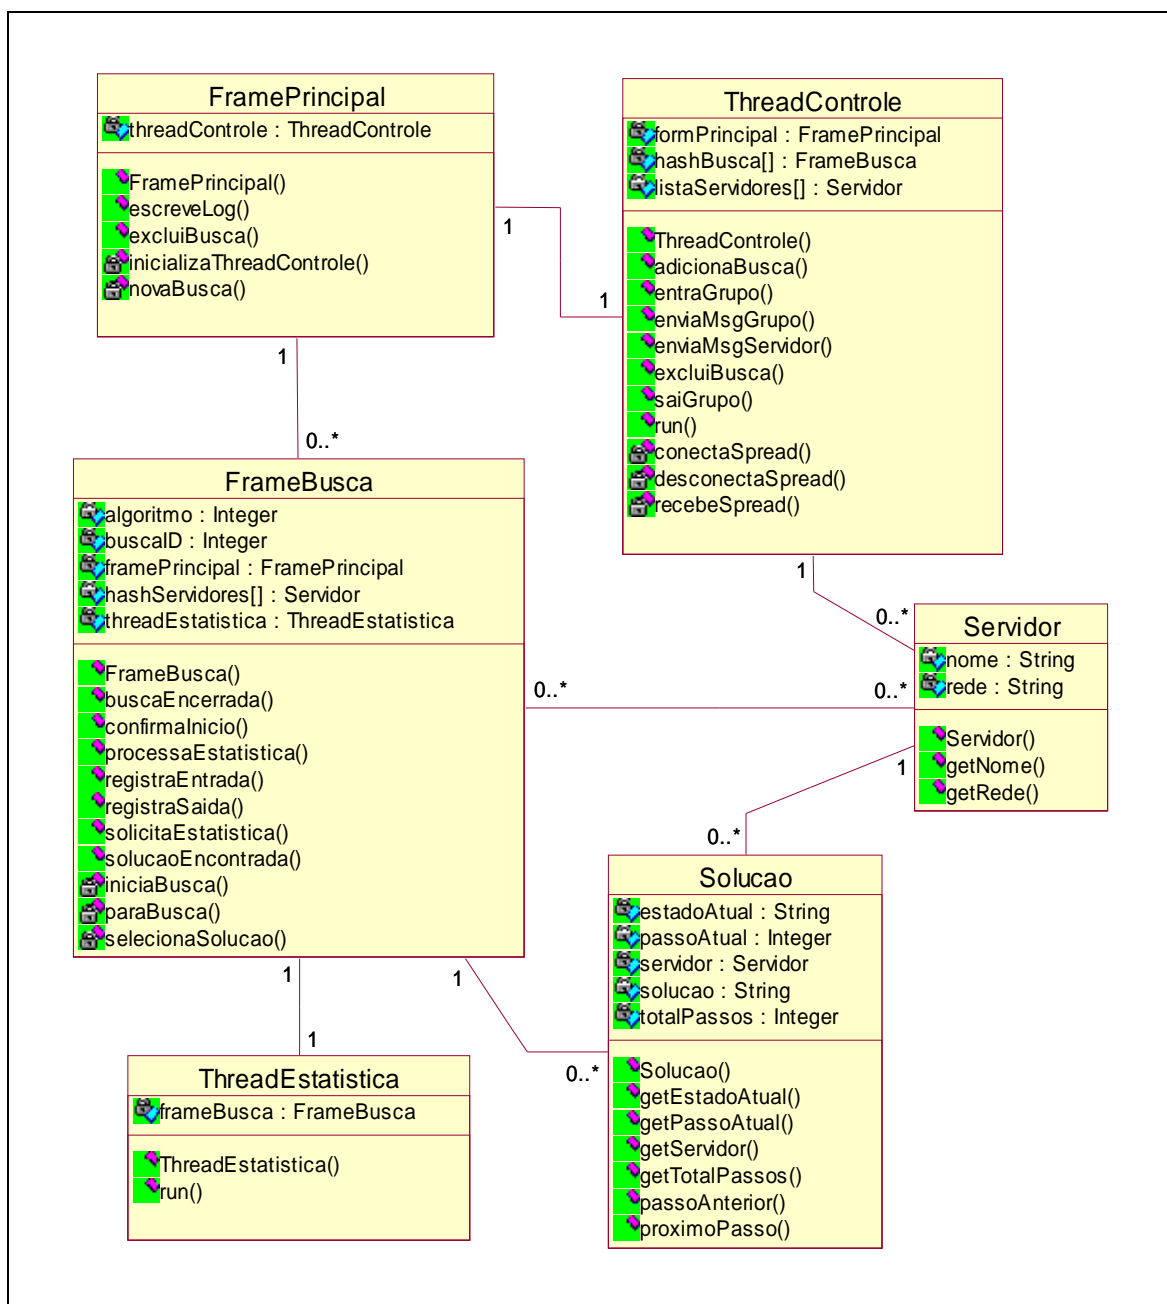 FramePrincipal
threadControle : ThreadControle
FramePrincipal()
escreveLog()
excluiBusca()
inicializaThreadControle()
novaBusca()
ThreadControle
formPrincipal : FramePrincipal
hashBusca[] : FrameBusca
listaServidores[] : Servidor
ThreadControle()
adicionaBusca()
entraGrupo()
enviaMsgGrupo()
enviaMsgServidor()
excluiBusca()
saiGrupo()
run()
conectaSpread()
desconectaSpread()
recebeSpread()
1
1
1
0..*
FrameBusca
algoritmo : Integer
buscaID : Integer
framePrincipal : FramePrincipal
hashServidores[] : Servidor
threadEstatistica : ThreadEstatistica
FrameBusca()
buscaEncerrada()
confirmaInicio()
processaEstatistica()
registraEntrada()
registraSaida()
solicitaEstatistica()
solucaoEncontrada()
iniciaBusca()
paraBusca()
selecionaSolucao()
1
0..*
Servidor
nome : String
rede : String
Servidor()
getNome()
getRede()
0..*
0..*
1
0..*
Solucao
estadoAtual : String
passoAtual : Integer
servidor : Servidor
solucao : String
totalPassos : Integer
Solucao()
getEstadoAtual()
getPassoAtual()
getServidor()
getTotalPassos()
passoAnterior()
proximoPasso()
1
1
1
0..*
ThreadEstatistica
frameBusca : FrameBusca
ThreadEstatistica()
run()